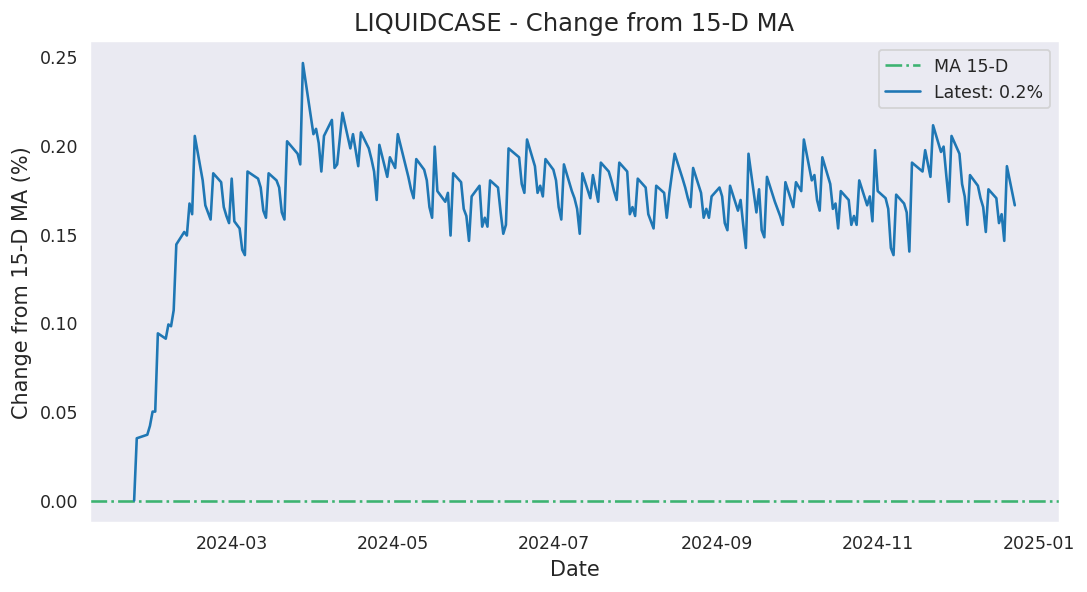 LIQUIDCASE - Change from 15-D MA
Change from 15-D MA (%)
0.25
0.20
0.15
0.10
0.05
0.00
MA 15-D
Latest: 0.2%
2024-03
2024-05
2024-07
2024-09
2024-11
2025-01
Date